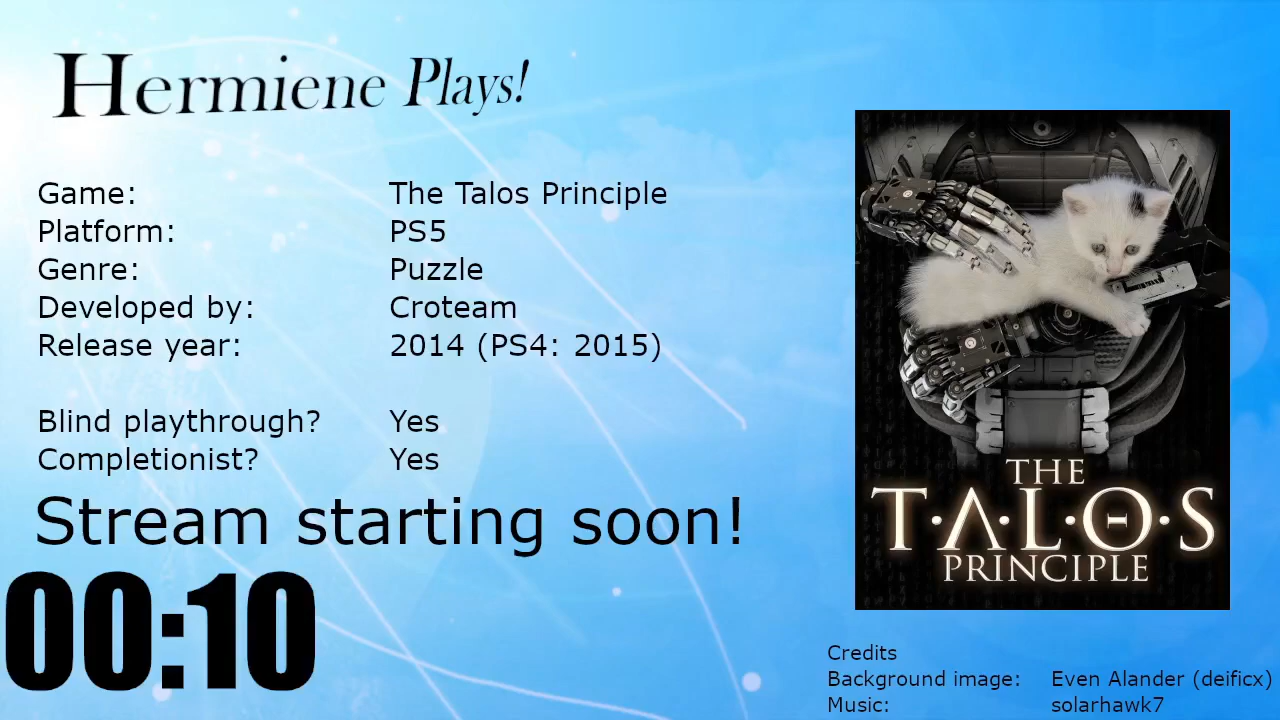 Hermiene Plays!
Game: The Talos Principle
Platform: PS5
Genre: Puzzle
Developed by: Croteam
Release year: 2014 (PS4: 2015)
Blind playthrough? Yes
Completionist? Yes
Stream starting soon!
00:10
THE
T·Λ·L·Θ·S
PRINCIPLE
Credits
Background image: Even Alander (deificx)
Music: solarhawk7